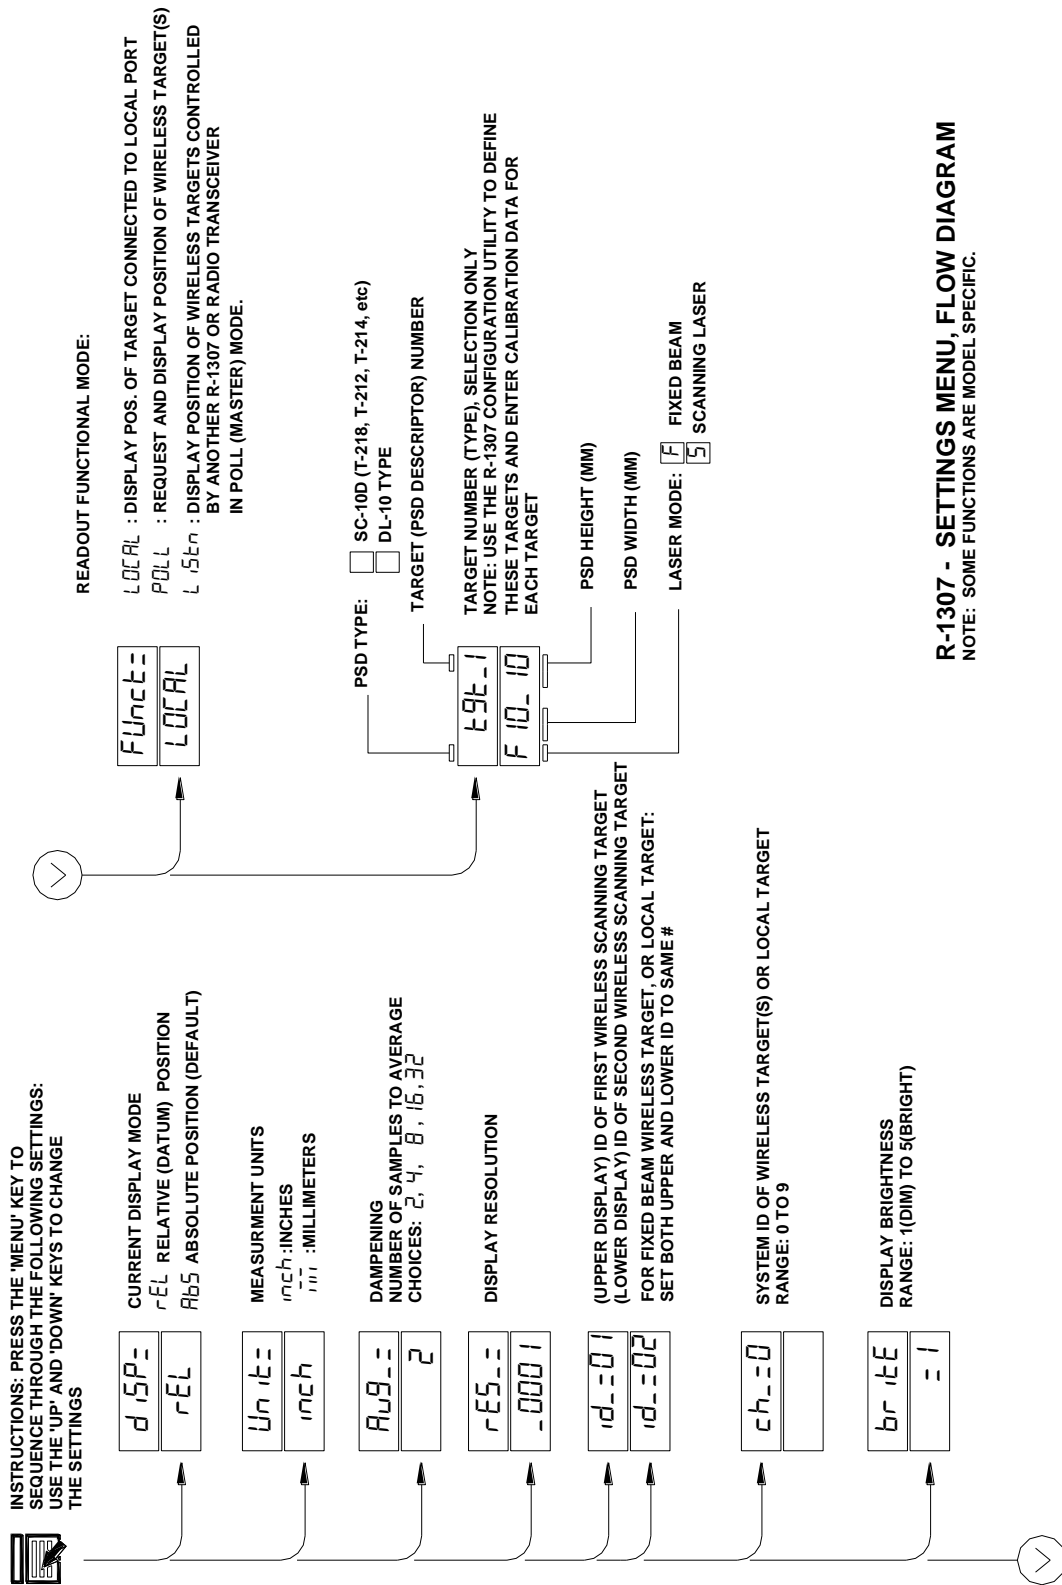 INSTRUCTIONS: PRESS THE 'MENU' KEY TO
SEQUENCE THROUGH THE FOLLOWING SETTINGS:
USE THE 'UP' AND 'DOWN' KEYS TO CHANGE
THE SETTINGS
diSP=
rEL
CURRENT DISPLAY MODE
rEL RELATIVE (DATUM) POSITION
AbS ABSOLUTE POSITION (DEFAULT)
Unit=
inch
MEASURMENT UNITS
inch :INCHES
:MILLIMETERS
Aug_=
2
DAMPENING
NUMBER OF SAMPLES TO AVERAGE
CHOICES: 2, 4, 8, 16, 32
rES_=
_0001
DISPLAY RESOLUTION
id_=01
id_=02
(UPPER DISPLAY) ID OF FIRST WIRELESS SCANNING TARGET
(LOWER DISPLAY) ID OF SECOND WIRELESS SCANNING TARGET
FOR FIXED BEAM WIRELESS TARGET, OR LOCAL TARGET:
SET BOTH UPPER AND LOWER ID TO SAME #
ch_=0
SYSTEM ID OF WIRELESS TARGET(S) OR LOCAL TARGET
RANGE: 0 TO 9
britE
=1
DISPLAY BRIGHTNESS
RANGE: 1(DIM) TO 5(BRIGHT)
FUnct=
LOCAL
READOUT FUNCTIONAL MODE:
LOCAL : DISPLAY POS. OF TARGET CONNECTED TO LOCAL PORT
POLL : REQUEST AND DISPLAY POSITION OF WIRELESS TARGET(S)
LiStn : DISPLAY POSITION OF WIRELESS TARGETS CONTROLLED
BY ANOTHER R-1307 OR RADIO TRANSCEIVER
IN POLL (MASTER) MODE.
PSD TYPE: SC-10D (T-218, T-212, T-214, etc)
DL-10 TYPE
TARGET (PSD DESCRIPTOR) NUMBER
tgt_1
F 10_ 10
TARGET NUMBER (TYPE), SELECTION ONLY
NOTE: USE THE R-1307 CONFIGURATION UTILITY TO DEFINE
THESE TARGETS AND ENTER CALIBRATION DATA FOR
EACH TARGET
PSD HEIGHT (MM)
PSD WIDTH (MM)
LASER MODE: F FIXED BEAM
S SCANNING LASER
R-1307 - SETTINGS MENU, FLOW DIAGRAM
NOTE: SOME FUNCTIONS ARE MODEL SPECIFIC.